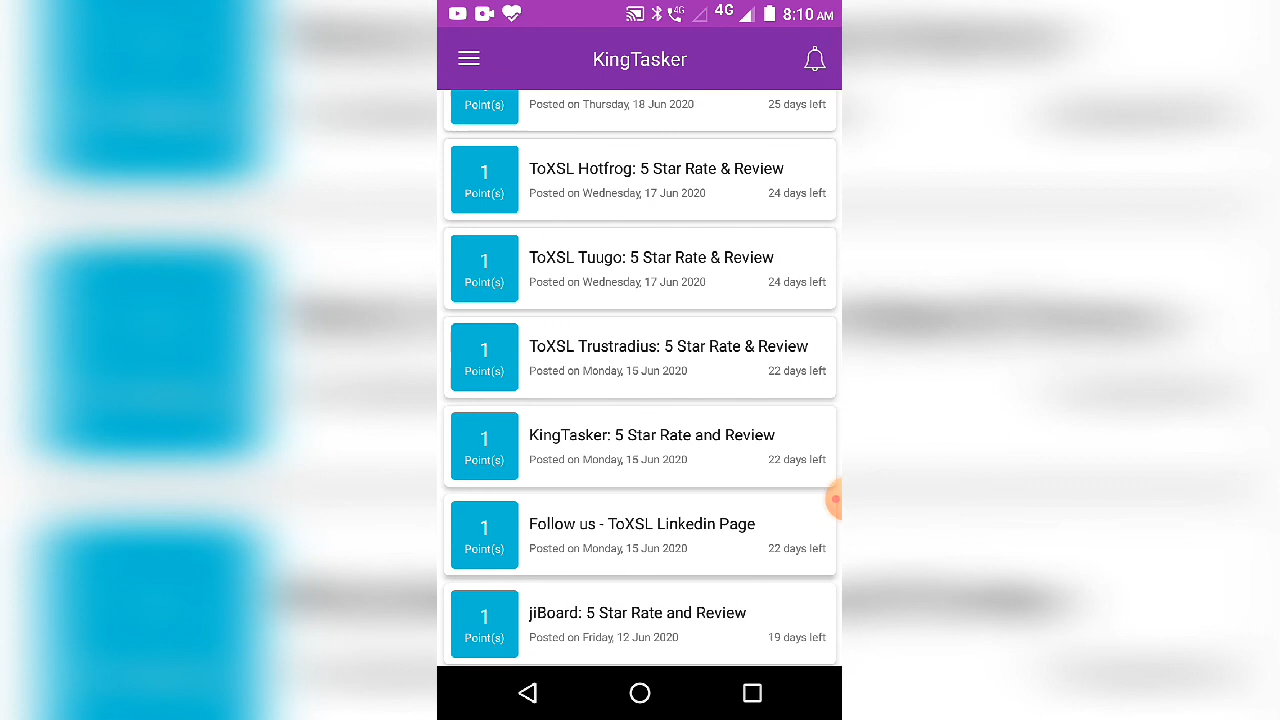 4G 4G 8:10 AM
KingTasker
Point(s)
Posted on Thursday, 18 Jun 2020 25 days left
1
Point(s)
ToXSL Hotfrog: 5 Star Rate & Review
Posted on Wednesday, 17 Jun 2020 24 days left
1
Point(s)
ToXSL Tuugo: 5 Star Rate & Review
Posted on Wednesday, 17 Jun 2020 24 days left
1
Point(s)
ToXSL Trustradius: 5 Star Rate & Review
Posted on Monday, 15 Jun 2020 22 days left
1
Point(s)
KingTasker: 5 Star Rate and Review
Posted on Monday, 15 Jun 2020 22 days left
1
Point(s)
Follow us - ToXSL Linkedin Page
Posted on Monday, 15 Jun 2020 22 days left
1
Point(s)
jiBoard: 5 Star Rate and Review
Posted on Friday, 12 Jun 2020 19 days left